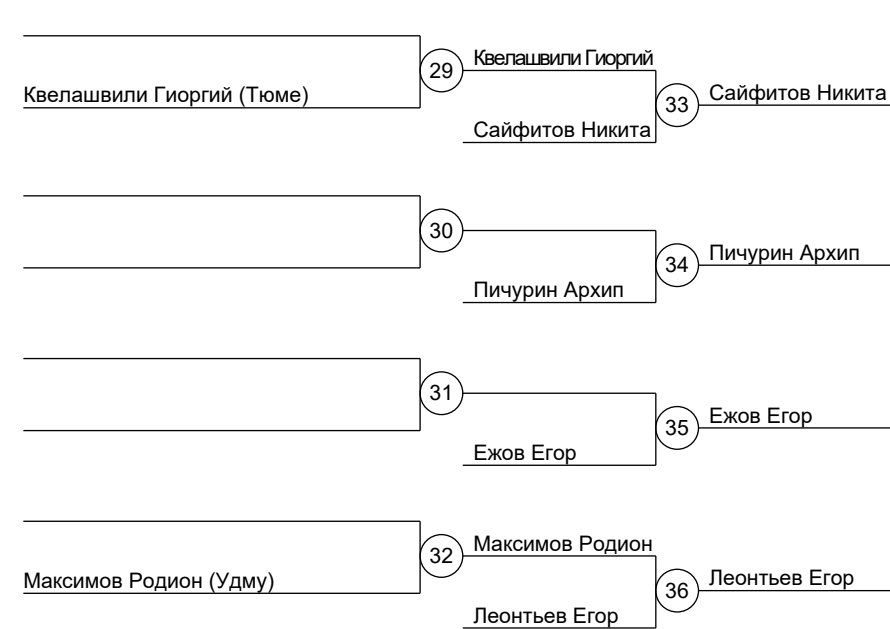 Квелашвили Гиоргий
29
Квелашвили Гиоргий (Тюме)
Сайфитов Никита
33
Сайфитов Никита
30
Пичурин Архип
34
Пичурин Архип
31
Ежов Егор
35
Ежов Егор
Максимов Родион
32
Максимов Родион (Удму)
Леонтьев Егор
36
Леонтьев Егор